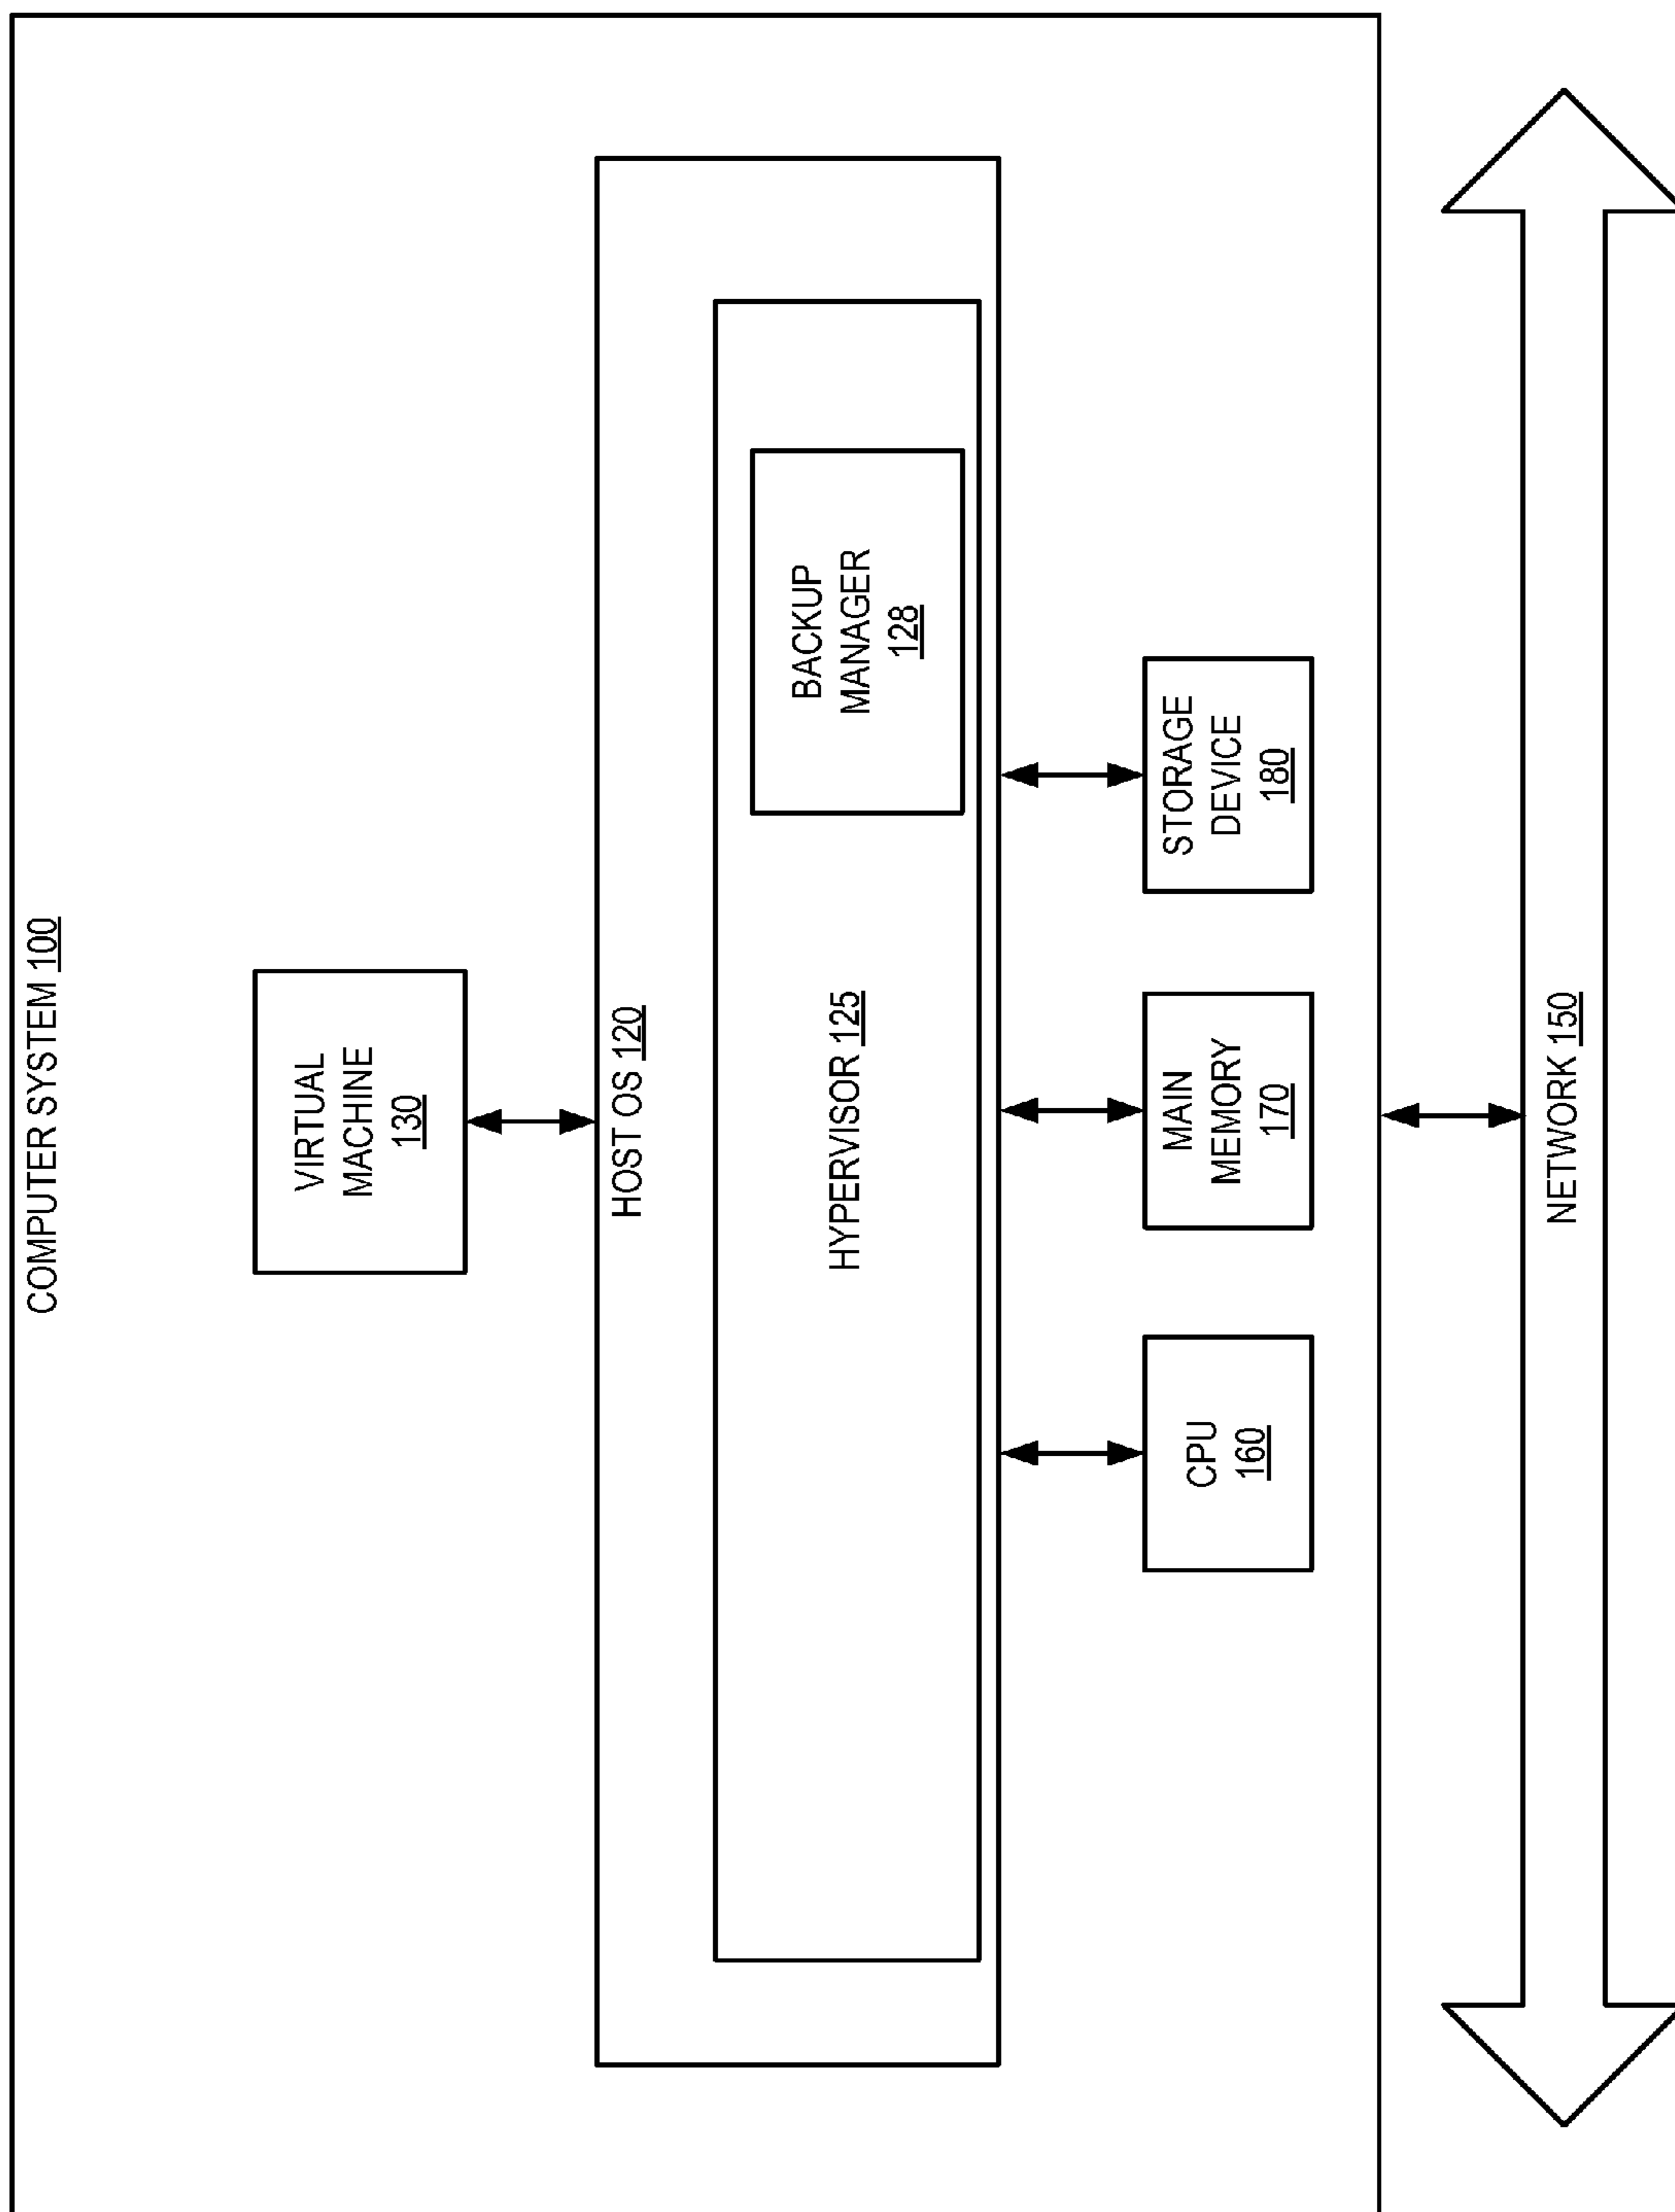 COMPUTER SYSTEM 100
VIRTUAL
MACHINE
130
HOST OS 120
HYPERVISOR 125
BACKUP
MANAGER
128
CPU
160
MAIN
MEMORY
170
STORAGE
DEVICE
180
NETWORK 150